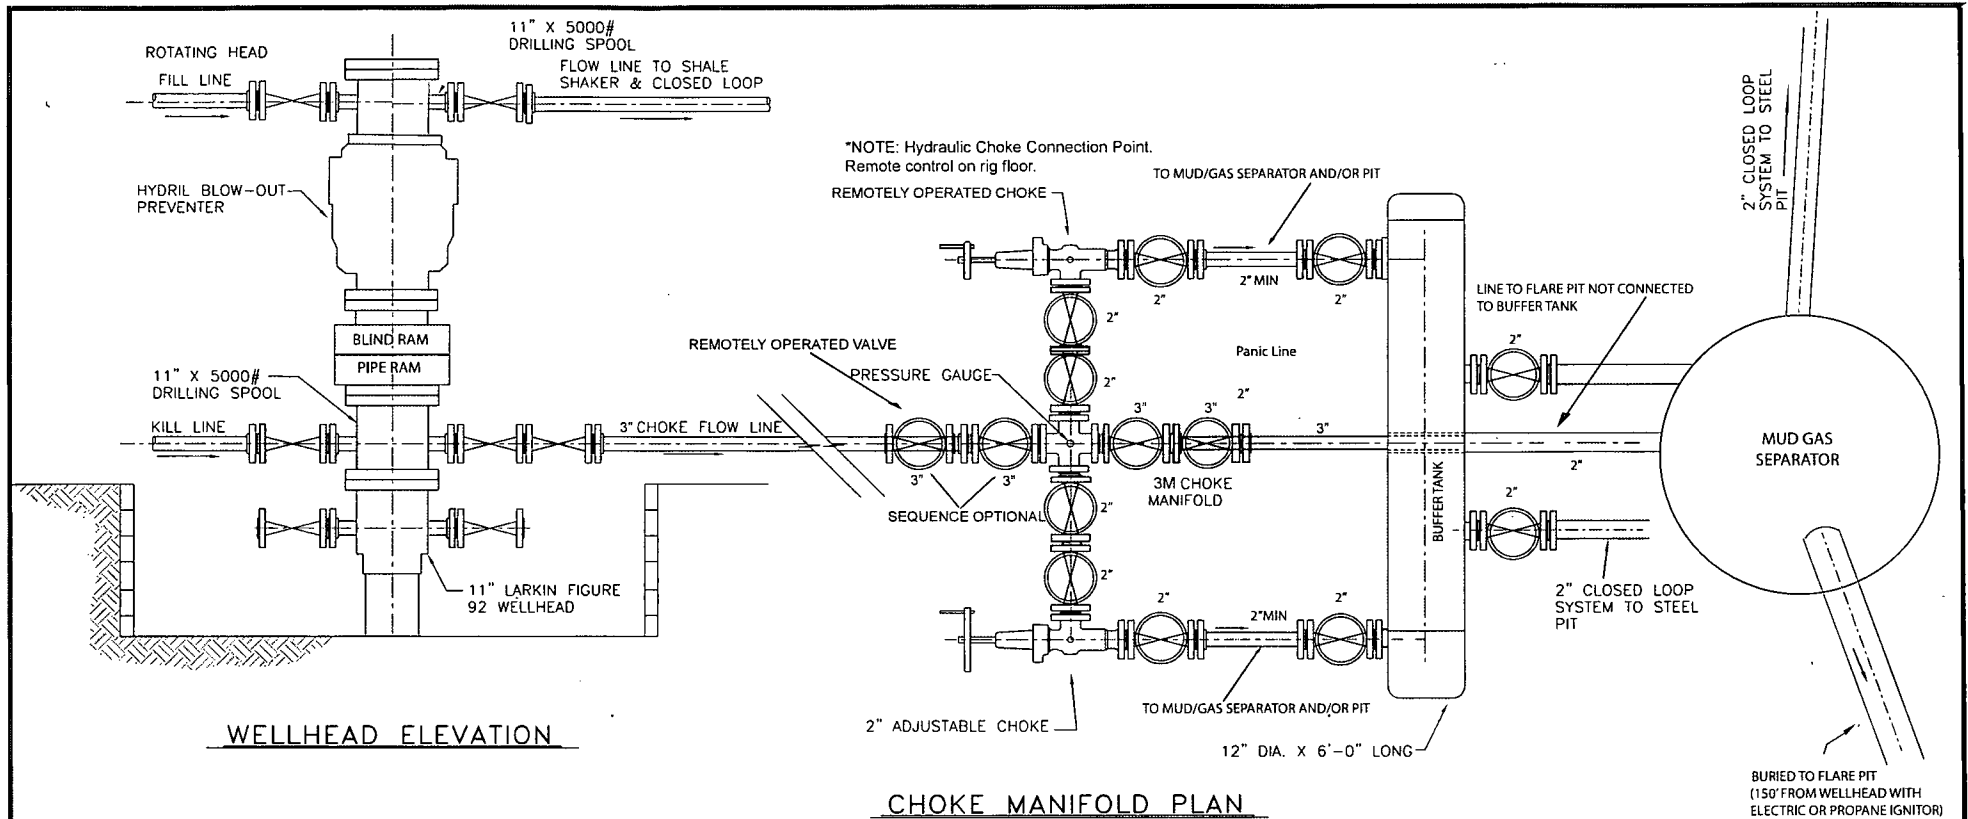 ROTATING HEAD
FILL LINE
11" X 5000#
DRILLING SPOOL
FLOW LINE TO SHALE
SHAKER & CLOSED LOOP
HYDRIL BLOW-OUT
PREVENTER
BLIND RAM
PIPE RAM
11" X 5000#
DRILLING SPOOL
KILL LINE
3" CHOKE FLOW LINE
11" LARKIN FIGURE
92 WELLHEAD
WELLHEAD ELEVATION
*NOTE: Hydraulic Choke Connection Point.
Remote control on rig floor.
REMOTELY OPERATED CHOKE
TO MUD/GAS SEPARATOR AND/OR PIT
2" MIN
2"
2"
2"
2"
REMOTELY OPERATED VALVE
PRESSURE GAUGE
Panic Line
2"
3"
3"
3"
3"
3"
SEQUENCE OPTIONAL
3M CHOKE
MANIFOLD
2"
2"
2"
2"
2"MIN
TO MUD/GAS SEPARATOR AND/OR PIT
2" ADJUSTABLE CHOKE
12" DIA. X 6'-0" LONG
BUFFER TANK
LINE TO FLARE PIT NOT CONNECTED
TO BUFFER TANK
2"
2"
2"
2" CLOSED LOOP
SYSTEM TO STEEL
PIT
2" CLOSED LOOP
SYSTEM TO STEEL
PIT
MUD GAS
SEPARATOR
BURIED TO FLARE PIT
(150' FROM WELLHEAD WITH
ELECTRIC OR PROPANE IGNITOR)
CHOKE MANIFOLD PLAN